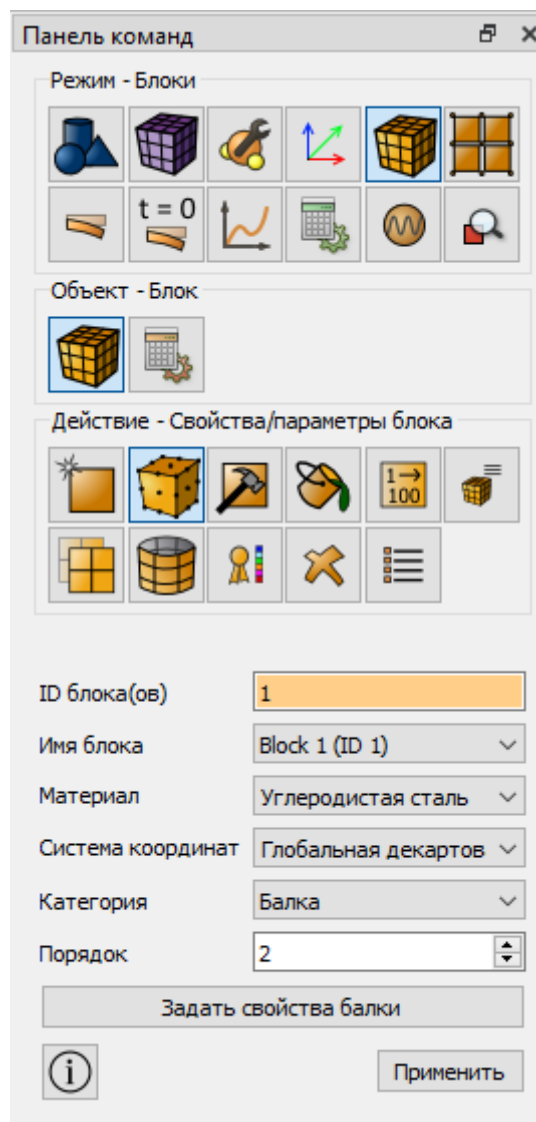 Панель команд
Режим - Блоки
t = 0
Объект - Блок
Действие - Свойства/параметры блока
1→
100
ID блока(ов) 1
Имя блока Block 1 (ID 1)
Материал Углеродистая сталь
Система координат Глобальная декартов
Категория Балка
Порядок 2
Задать свойства балки
Применить